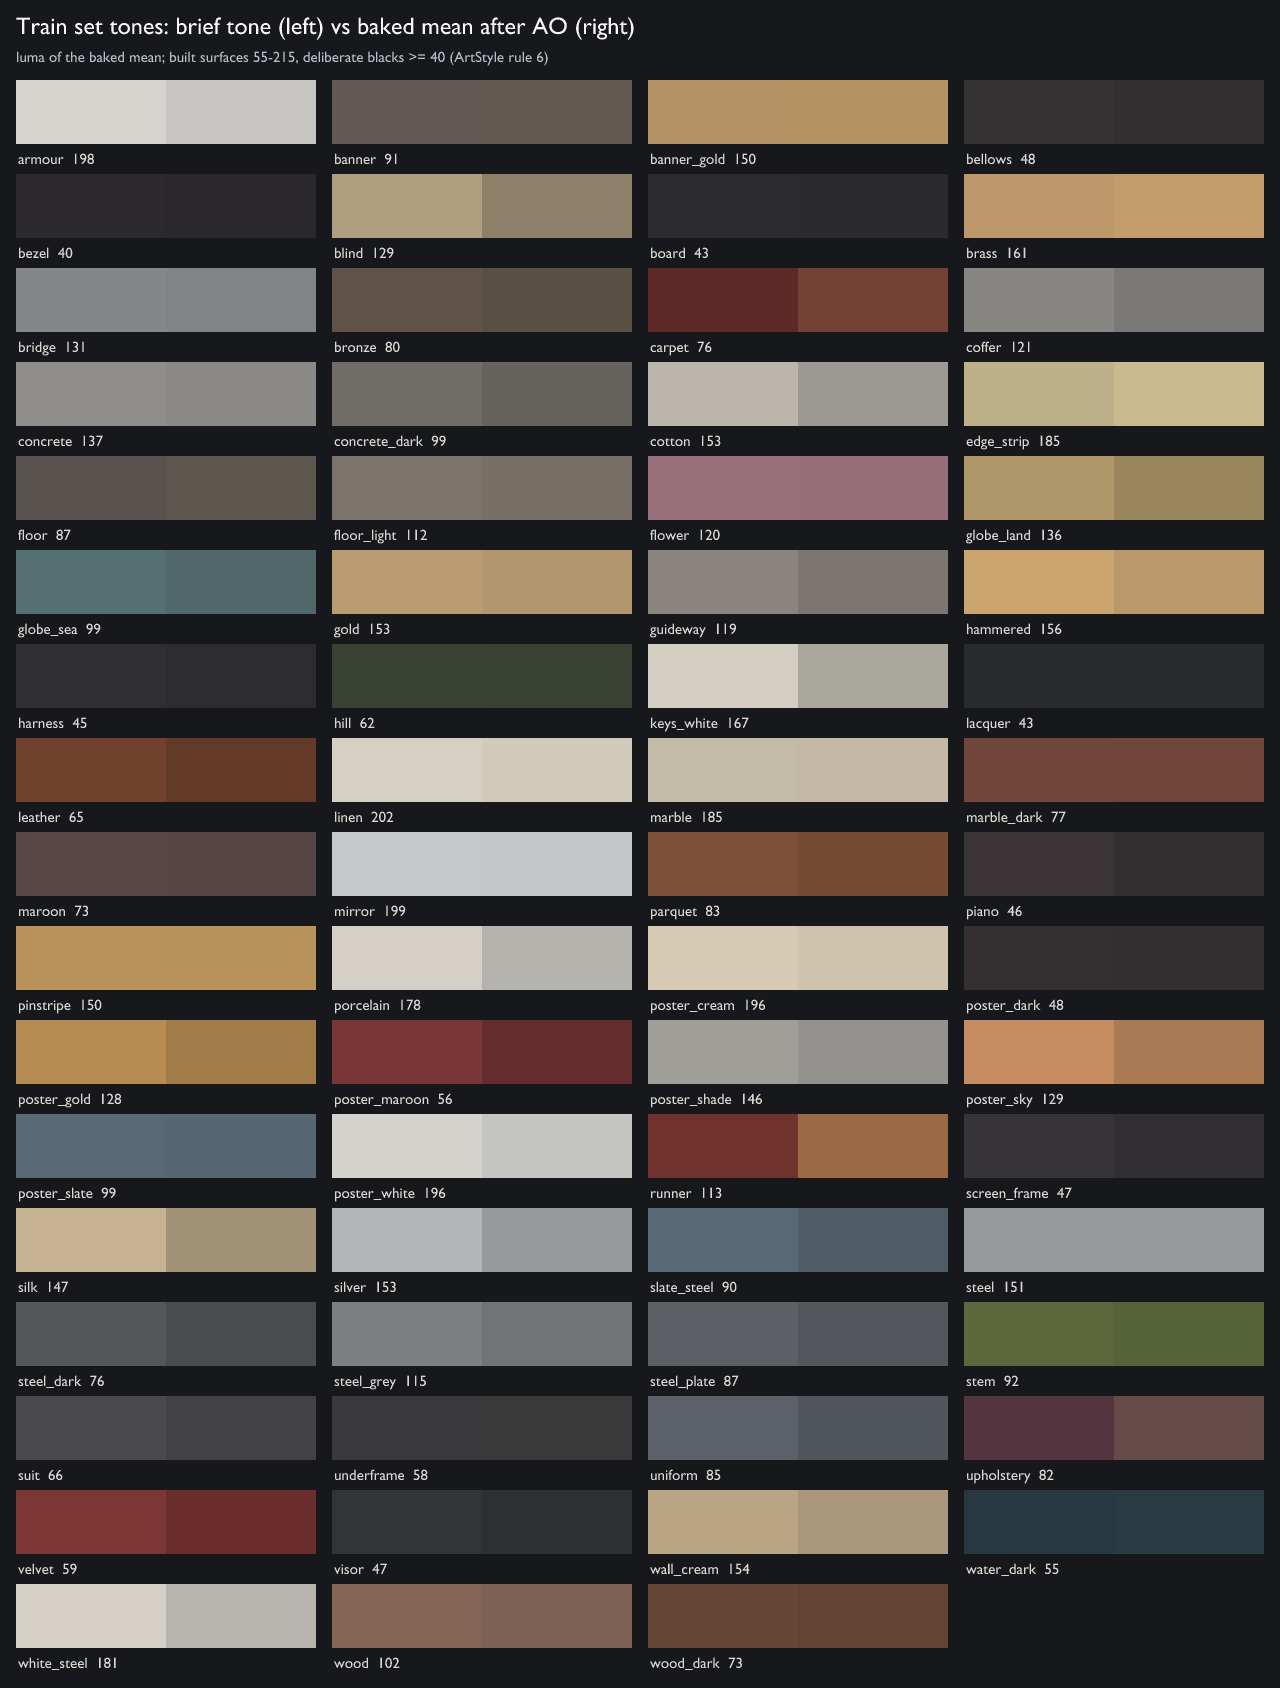 Train set tones: brief tone (left) vs baked mean after AO (right)
luma of the baked mean; built surfaces 55-215, deliberate blacks >= 40 (ArtStyle rule 6)
armour 198
banner 91
banner_gold 150
bellows 48
bezel 40
blind 129
board 43
brass 161
bridge 131
bronze 80
carpet 76
coffer 121
concrete 137
concrete_dark 99
cotton 153
edge_strip 185
floor 87
floor_light 112
flower 120
globe_land 136
globe_sea 99
gold 153
guideway 119
hammered 156
harness 45
hill 62
keys_white 167
lacquer 43
leather 65
linen 202
marble 185
marble_dark 77
maroon 73
mirror 199
parquet 83
piano 46
pinstripe 150
porcelain 178
poster_cream 196
poster_dark 48
poster_gold 128
poster_maroon 56
poster_shade 146
poster_sky 129
poster_slate 99
poster_white 196
runner 113
screen_frame 47
silk 147
silver 153
slate_steel 90
steel 151
steel_dark 76
steel_grey 115
steel_plate 87
stem 92
suit 66
underframe 58
uniform 85
upholstery 82
velvet 59
visor 47
wall_cream 154
water_dark 55
white_steel 181
wood 102
wood_dark 73